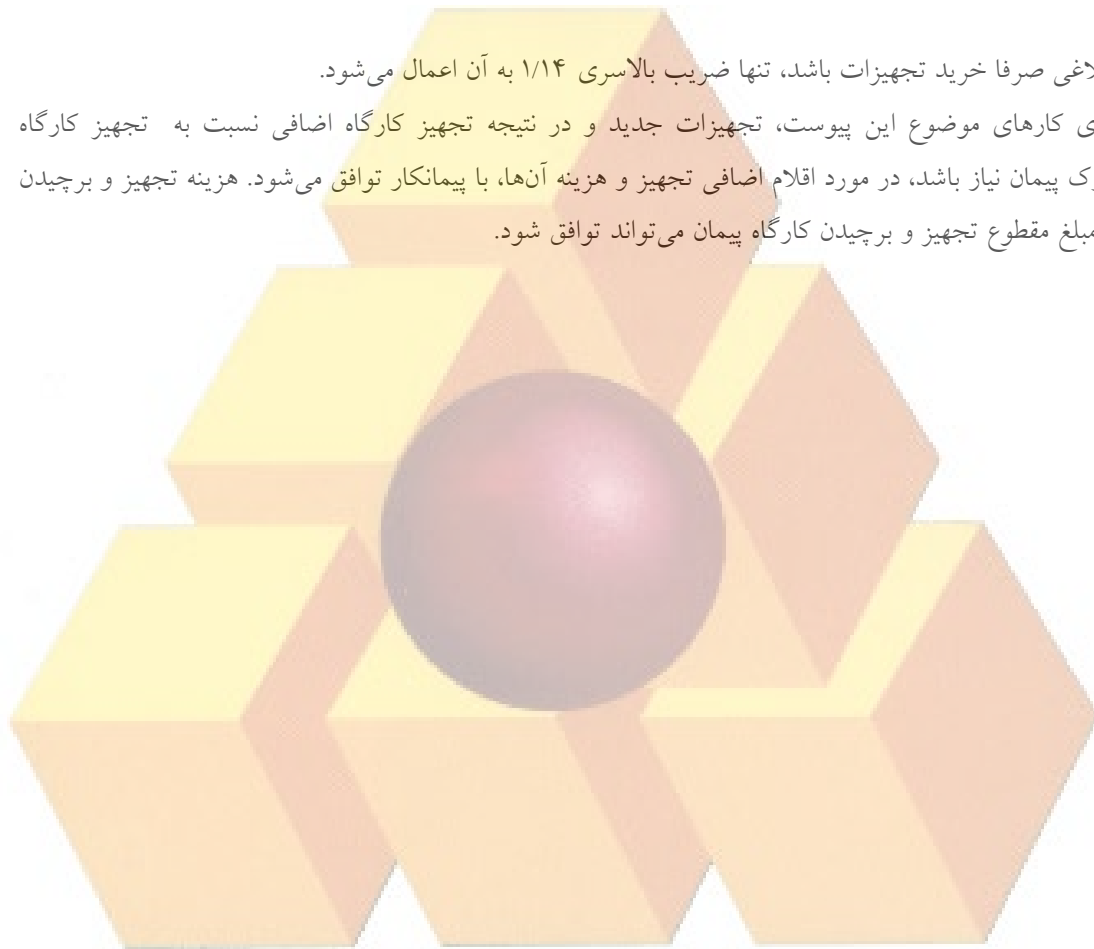 صرفا خرید تجهیزات باشد، تنها ضریب بالاسری ۱/۱۴ به آن اعمال می‌شود.
کارهای موضوع این پیوست، تجهیزات جدید و در نتیجه تجهیز کارگاه اضافی نسبت به تجهیز کارگاه
پیمان نیاز باشد، در مورد اقلام اضافی تجهیز و هزینه آن‌ها، با پیمانکار توافق می‌شود. هزینه تجهیز و برچیدن
مبلغ مقطوع تجهیز و برچیدن کارگاه پیمان می‌تواند توافق شود.